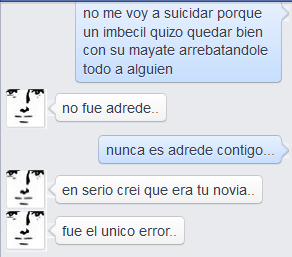 no me voy a suicidar porque
un imbecil quizo quedar bien
con su mayate arrebatandole
todo a alguien
no fue adrede..
nunca es adrede contigo...
en serio crei que era tu novia..
fue el unico error..